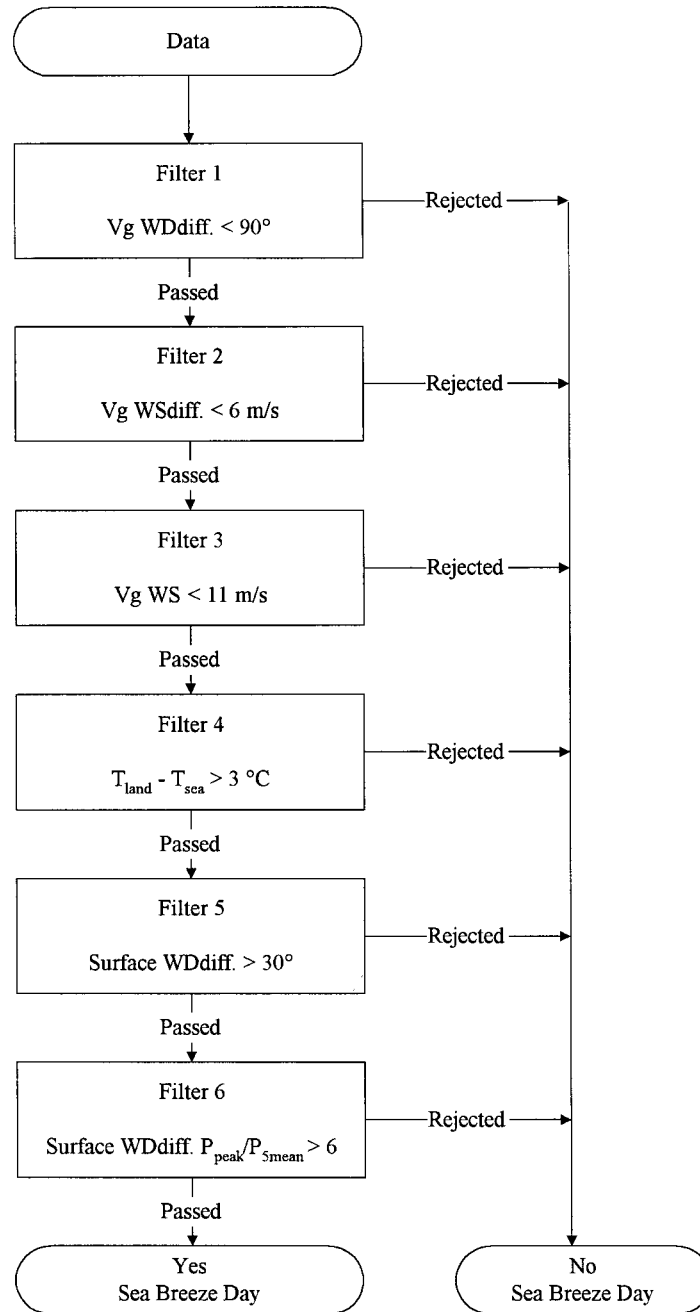 Data
Filter 1
Vg WDdiff. < 90°
Rejected
Passed
Filter 2
Vg WSdiff. < 6 m/s
Rejected
Passed
Filter 3
Vg WS < 11 m/s
Rejected
Passed
Filter 4
T_land - T_sea > 3 °C
Rejected
Passed
Filter 5
Surface WDdiff. > 30°
Rejected
Passed
Filter 6
Surface WDdiff. P_peak/P_5mean > 6
Rejected
Passed
Yes
Sea Breeze Day
No
Sea Breeze Day